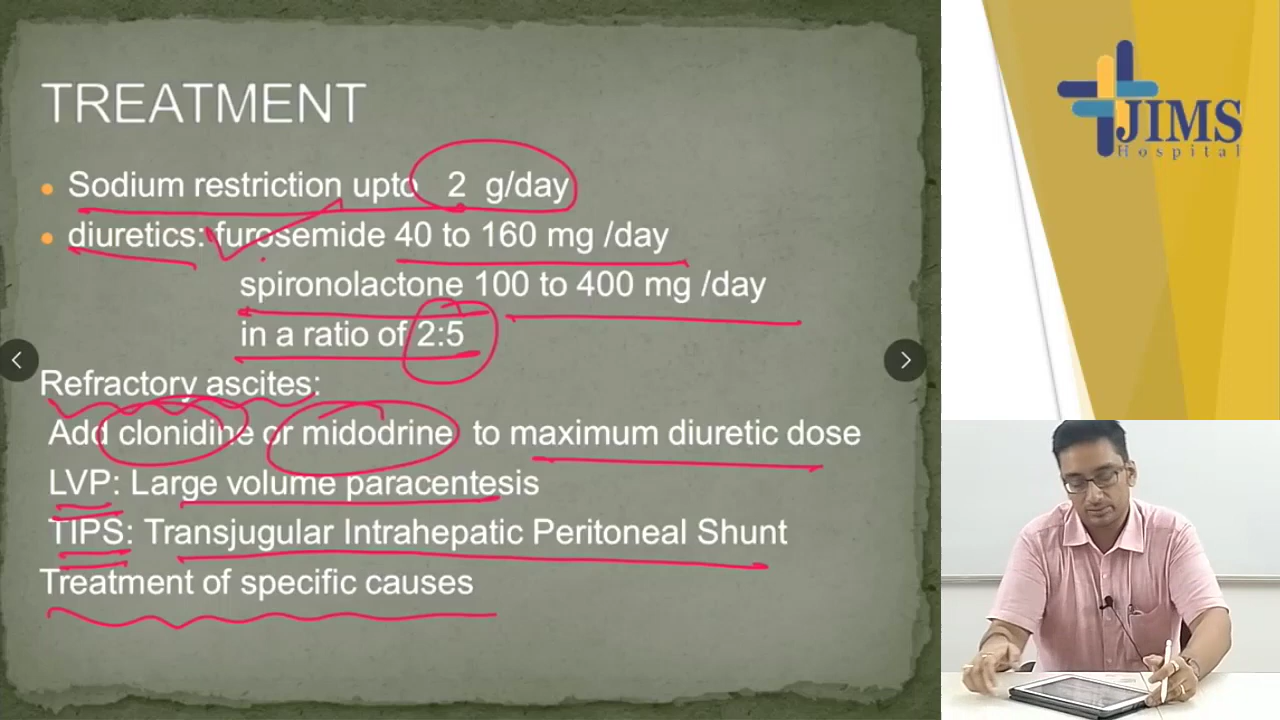 TREATMENT
Sodium restriction upto 2 g/day
diuretics: furosemide 40 to 160 mg /day
spironolactone 100 to 400 mg /day
in a ratio of 2:5
Refractory ascites:
Add clonidine or midodrine to maximum diuretic dose
LVP: Large volume paracentesis
TIPS: Transjugular Intrahepatic Peritoneal Shunt
Treatment of specific causes
JIMS
Hospital